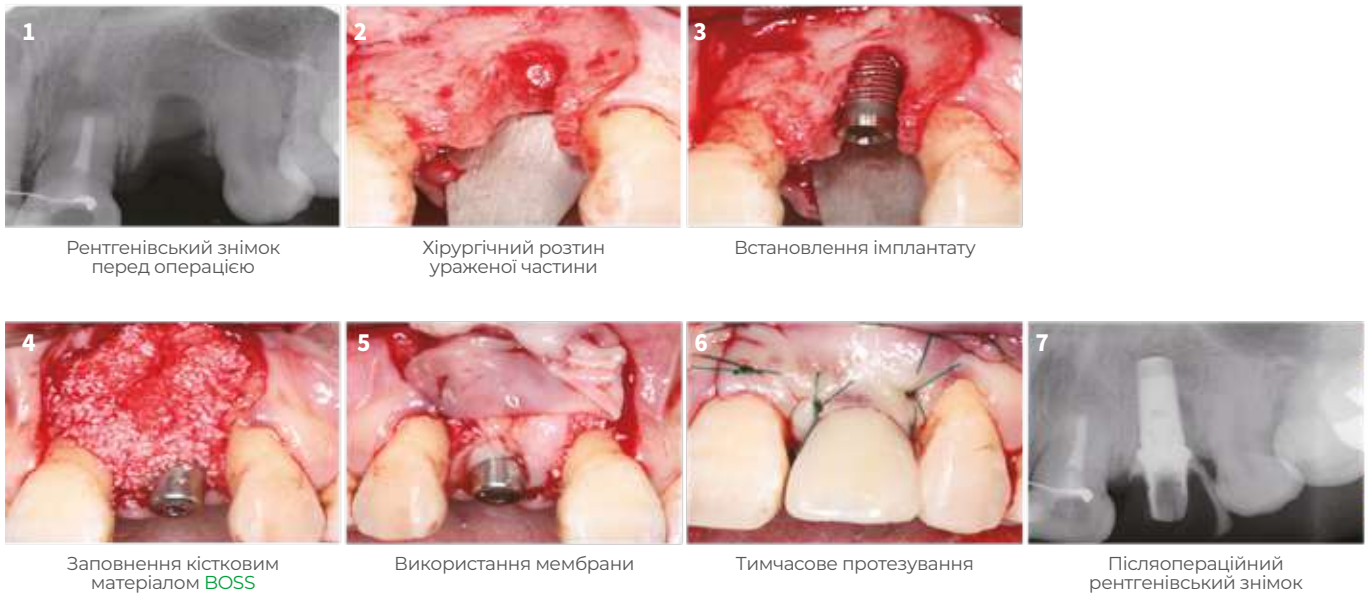 1
2
3
Рентгенівський знімок
перед операцією
Хірургічний розтин
ураженої частини
Встановлення імплантату
4
5
6
7
Заповнення кістковим
матеріалом BOSS
Використання мембрани
Тимчасове протезування
Післяопераційний
рентгенівський знімок